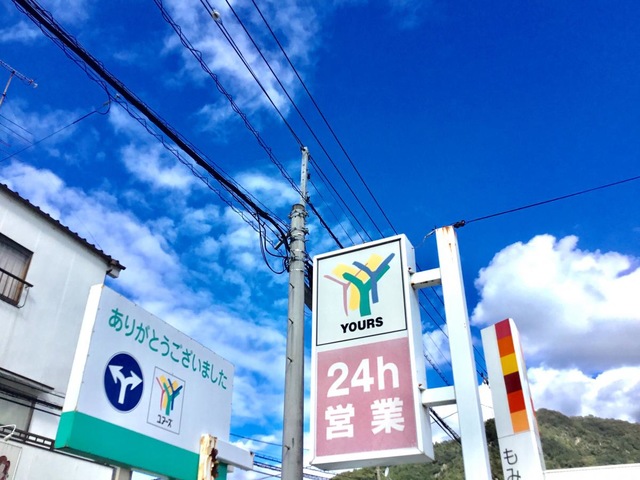 ありがとうございました
ユアーズ
YOURS
24h
営業
もみ